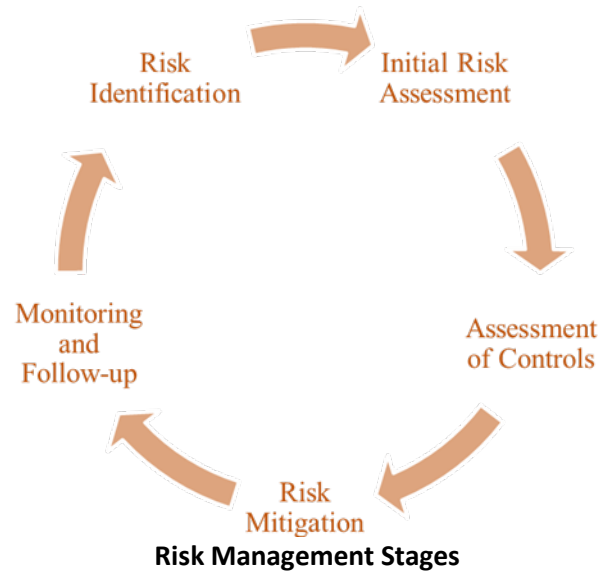 Risk
Identification
Initial Risk
Assessment
Assessment
of Controls
Risk
Mitigation
Monitoring
and
Follow-up
Risk Management Stages